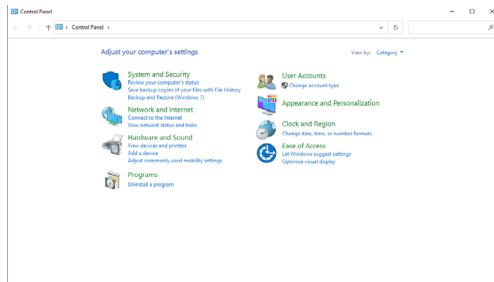 Control Panel
Control Panel
Adjust your computer's settings
View by: Category
System and Security
Review your computer's status
Save backup copies of your files with File History
Backup and Restore (Windows 7)
Network and Internet
Connect to the Internet
View network status and tasks
Hardware and Sound
View devices and printers
Add a device
Adjust commonly used mobility settings
Programs
Uninstall a program
User Accounts
Change account type
Appearance and Personalization
Clock and Region
Change date, time, or number formats
Ease of Access
Let Windows suggest settings
Optimize visual display